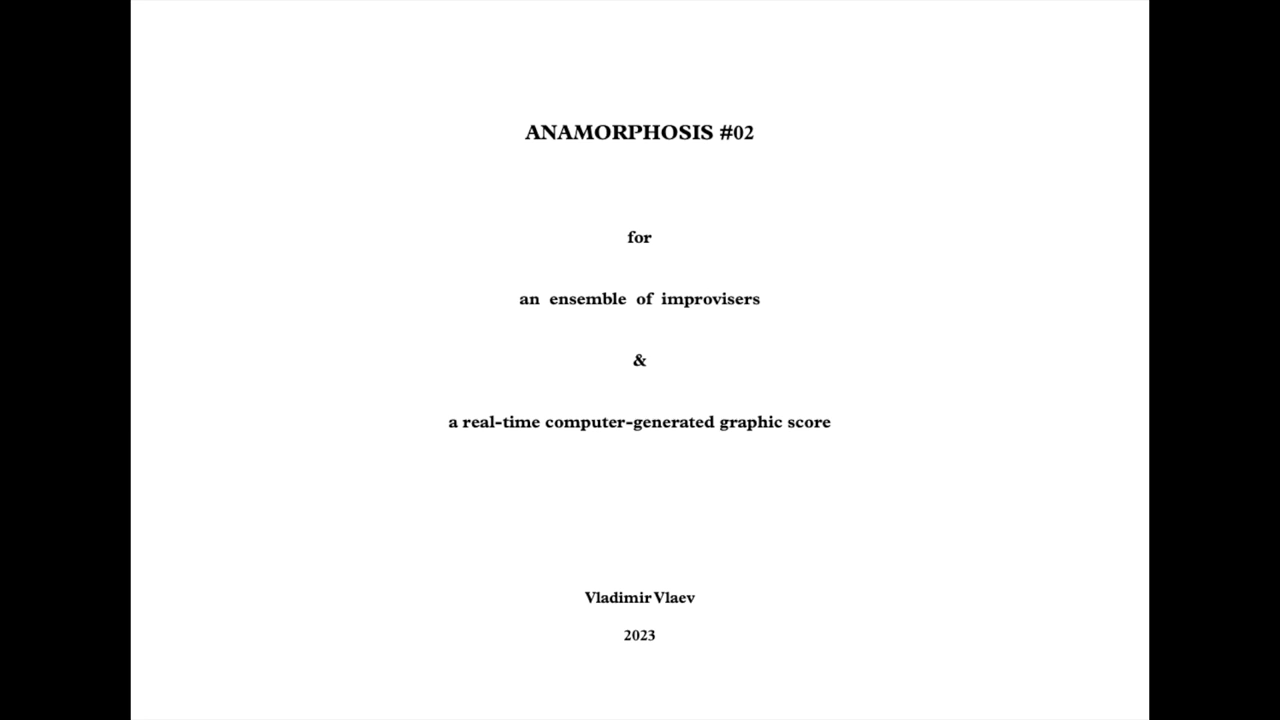 ANAMORPHOSIS #02
for
an ensemble of improvisers
&
a real-time computer-generated graphic score
Vladimir Vlaev
2023